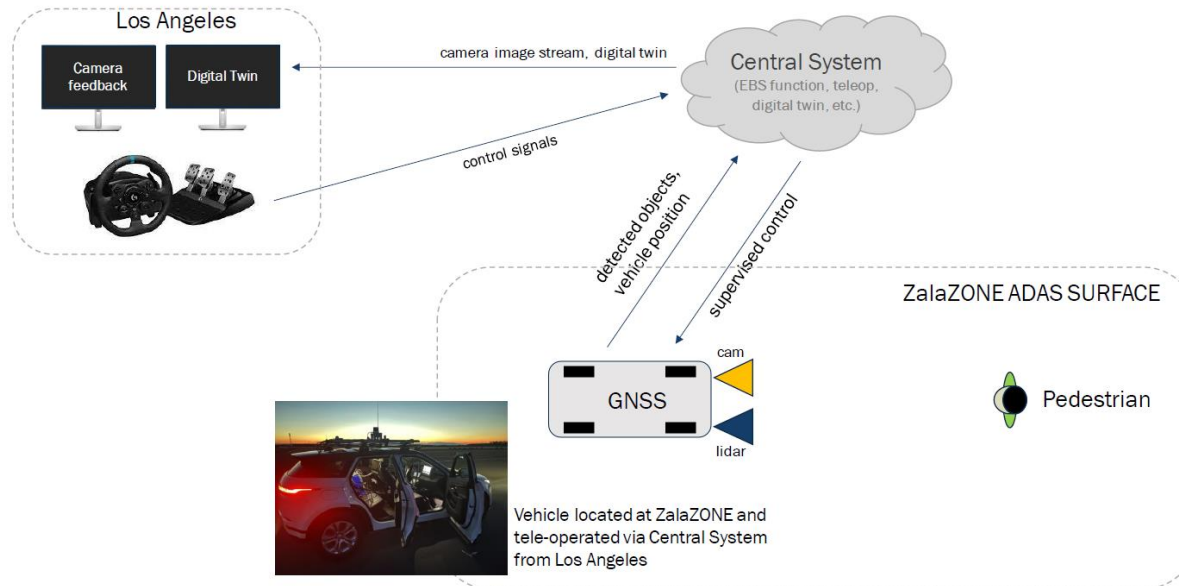 Los Angeles
Camera
feedback
Digital Twin
camera image stream, digital twin
control signals
Central System
(EBS function, teleop,
digital twin, etc.)
detected objects,
vehicle position
supervised control
ZalaZONE ADAS SURFACE
cam
GNSS
lidar
Pedestrian
Vehicle located at ZalaZONE and
tele-operated via Central System
from Los Angeles